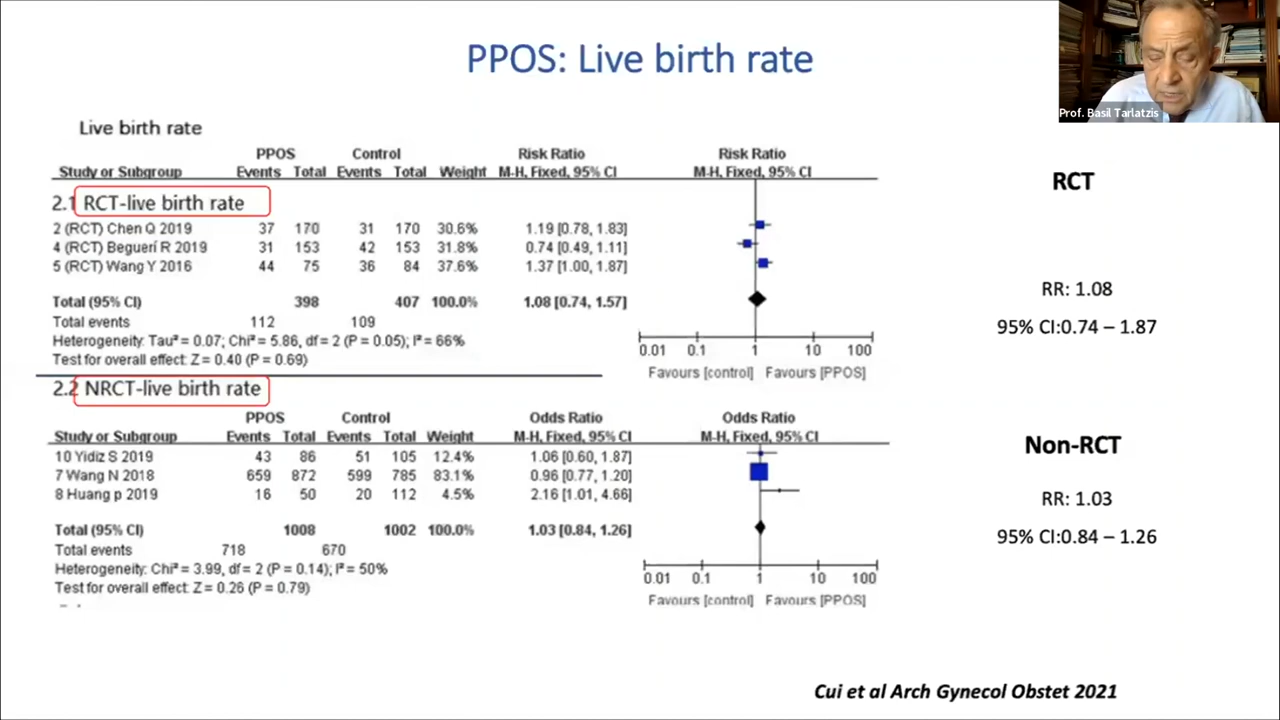 PPOS: Live birth rate
Prof. Basil Tarlatzis
Live birth rate
PPOS Control Risk Ratio Risk Ratio
Study or Subgroup Events Total Events Total Weight M-H, Fixed, 95% CI M-H, Fixed, 95% CI
2.1 RCT-live birth rate
2 (RCT) Chen Q 2019 37 170 31 170 30.6% 1.19 [0.78, 1.83]
4 (RCT) Beguerí R 2019 31 153 42 153 31.8% 0.74 [0.49, 1.11]
5 (RCT) Wang Y 2016 44 75 36 84 37.6% 1.37 [1.00, 1.87]
Total (95% CI) 398 407 100.0% 1.08 [0.74, 1.57]
Total events 112 109
Heterogeneity: Tau² = 0.07; Chi² = 5.86, df = 2 (P = 0.05); I² = 66%
Test for overall effect: Z = 0.40 (P = 0.69)
0.01 0.1 1 10 100
Favours [control] Favours [PPOS]
RCT
RR: 1.08
95% CI:0.74 – 1.87
2.2 NRCT-live birth rate
PPOS Control Odds Ratio Odds Ratio
Study or Subgroup Events Total Events Total Weight M-H, Fixed, 95% CI M-H, Fixed, 95% CI
10 Yidiz S 2019 43 86 51 105 12.4% 1.06 [0.60, 1.87]
7 Wang N 2018 659 872 599 785 83.1% 0.96 [0.77, 1.20]
8 Huang p 2019 16 50 20 112 4.5% 2.16 [1.01, 4.66]
Total (95% CI) 1008 1002 100.0% 1.03 [0.84, 1.26]
Total events 718 670
Heterogeneity: Chi² = 3.99, df = 2 (P = 0.14); I² = 50%
Test for overall effect: Z = 0.26 (P = 0.79)
0.01 0.1 1 10 100
Favours [control] Favours [PPOS]
Non-RCT
RR: 1.03
95% CI:0.84 – 1.26
Cui et al Arch Gynecol Obstet 2021